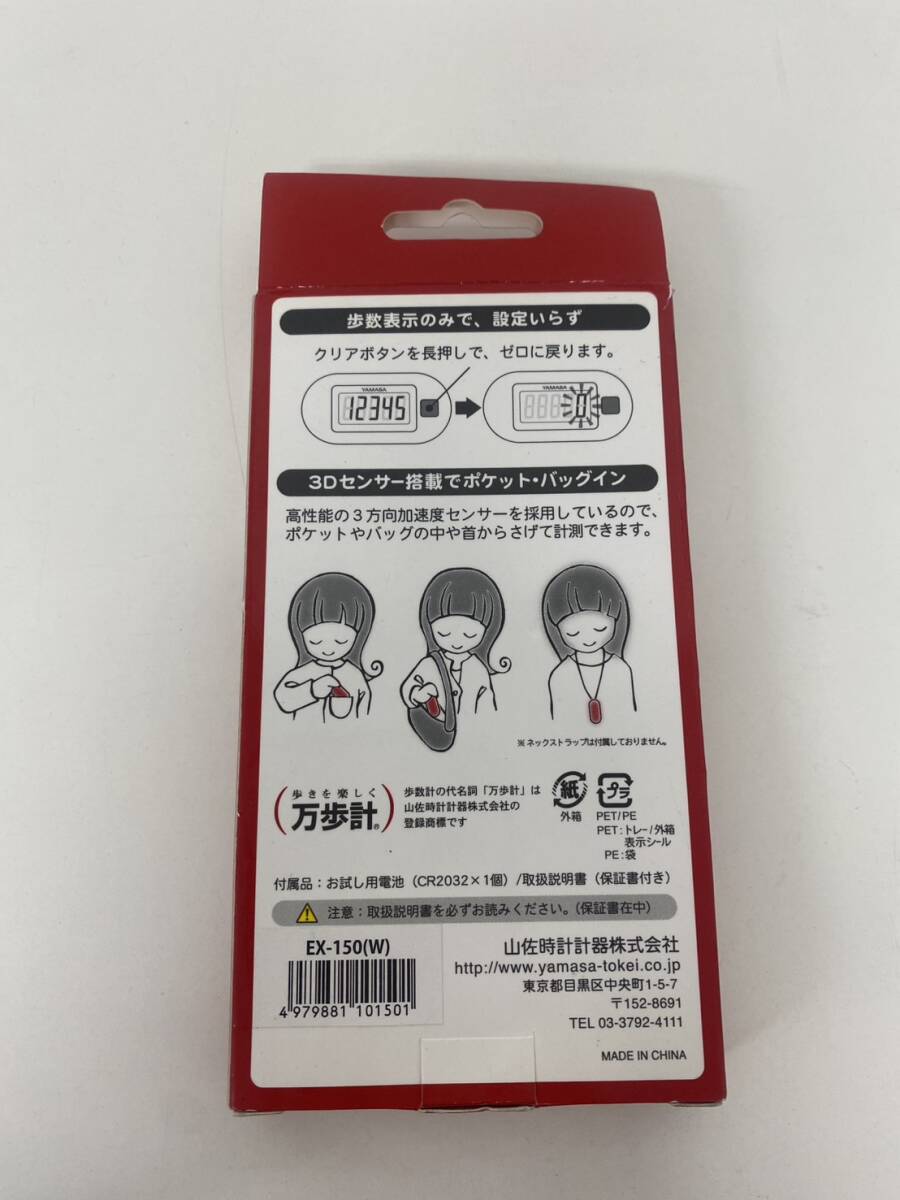 歩数表示のみで、設定いらず
クリアボタンを長押しで、ゼロに戻ります。
YAMASA
12345
YAMASA
0
3Dセンサー搭載でポケット・バッグイン
高性能の3方向加速度センサーを採用しているので、
ポケットやバッグの中や首からさげて計測できます。
※ネックストラップは付属しておりません。
歩きを楽しく
万歩計®
歩数計の代名詞「万歩計」は
山佐時計計器株式会社の
登録商標です
紙
外箱
プラ
PET/PE
PET:トレー/外箱
表示シール
PE:袋
付属品:お試し用電池(CR2032×1個)/取扱説明書(保証書付き)
注意:取扱説明書を必ずお読みください。(保証書在中)
EX-150(W)
4 979881 101501
山佐時計計器株式会社
http://www.yamasa-tokei.co.jp
東京都目黒区中央町1-5-7
〒152-8691
TEL 03-3792-4111
MADE IN CHINA